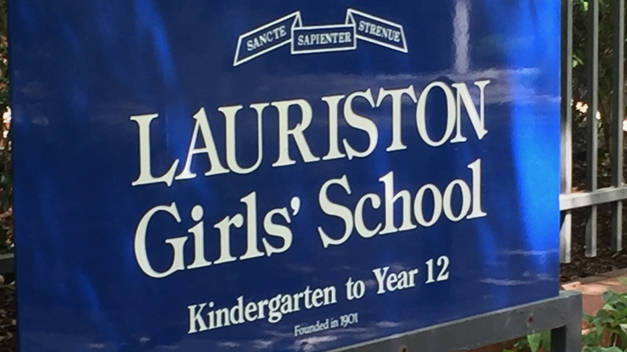 SANCTE SAPIENTER STRENUE
LAURISTON
Girls' School
Kindergarten to Year 12
Founded in 1901